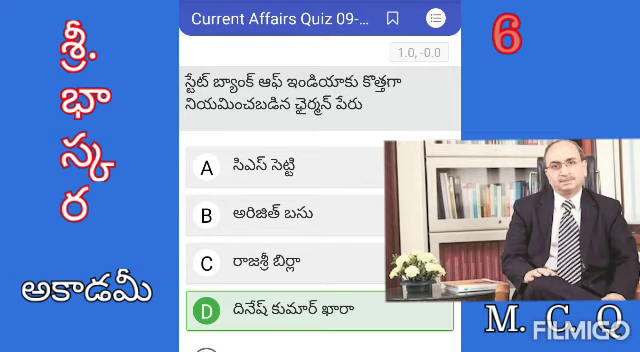 శ్రీ.
భా
స్క
ర
అకాడమీ
Current Affairs Quiz 09-...
1.0, -0.0
స్టేట్ బ్యాంక్ ఆఫ్ ఇండియాకు కొత్తగా
నియమించబడిన ఛైర్మన్ పేరు
A సిఎస్ సెట్టి
B అరిజిత్ బసు
C రాజశ్రీ బిర్లా
D దినేష్ కుమార్ ఖారా
6
M. C. Q
FILMIGO